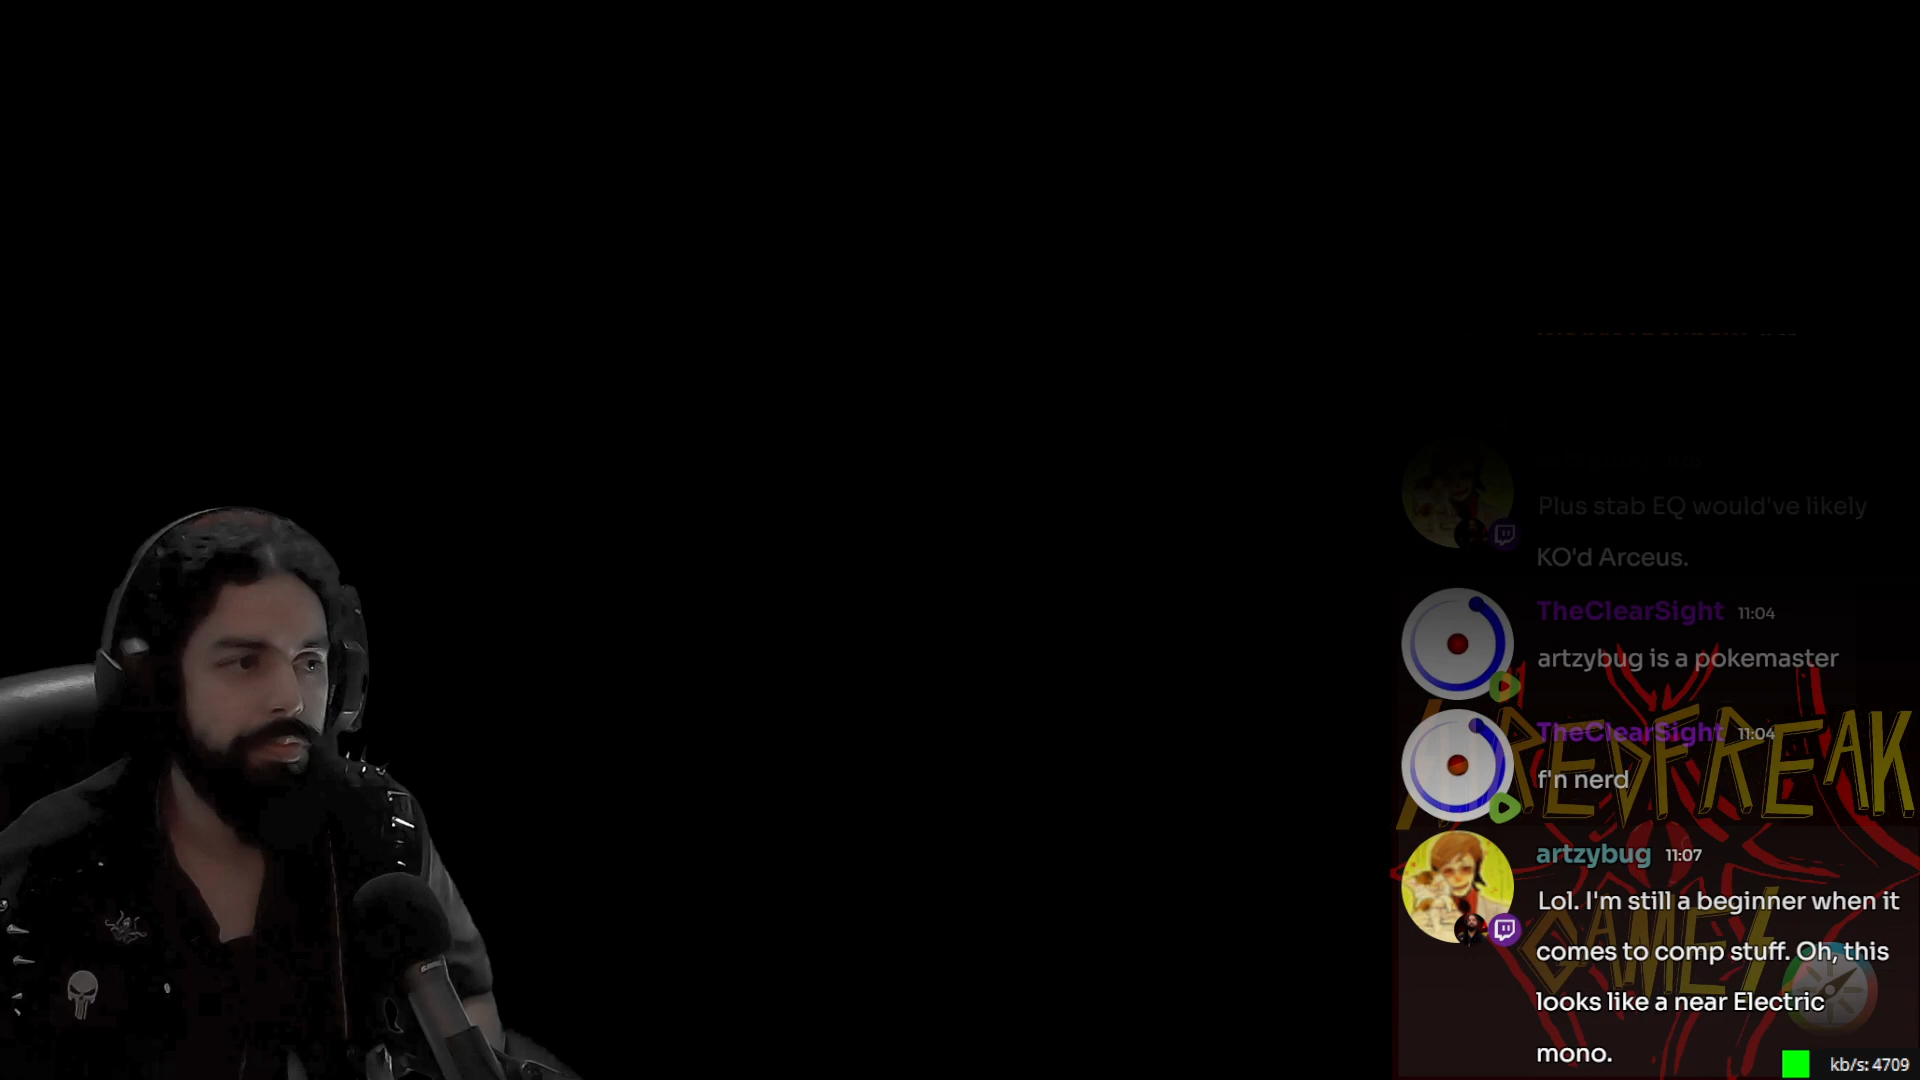 Plus stab EQ would've likely
KO'd Arceus.
TheClearSight 11:04
artzybug is a pokemaster
TheClearSight 11:04
f'n nerd
REDFREAK
GAMES
artzybug 11:07
Lol. I'm still a beginner when it
comes to comp stuff. Oh, this
looks like a near Electric
mono.
kb/s: 4709